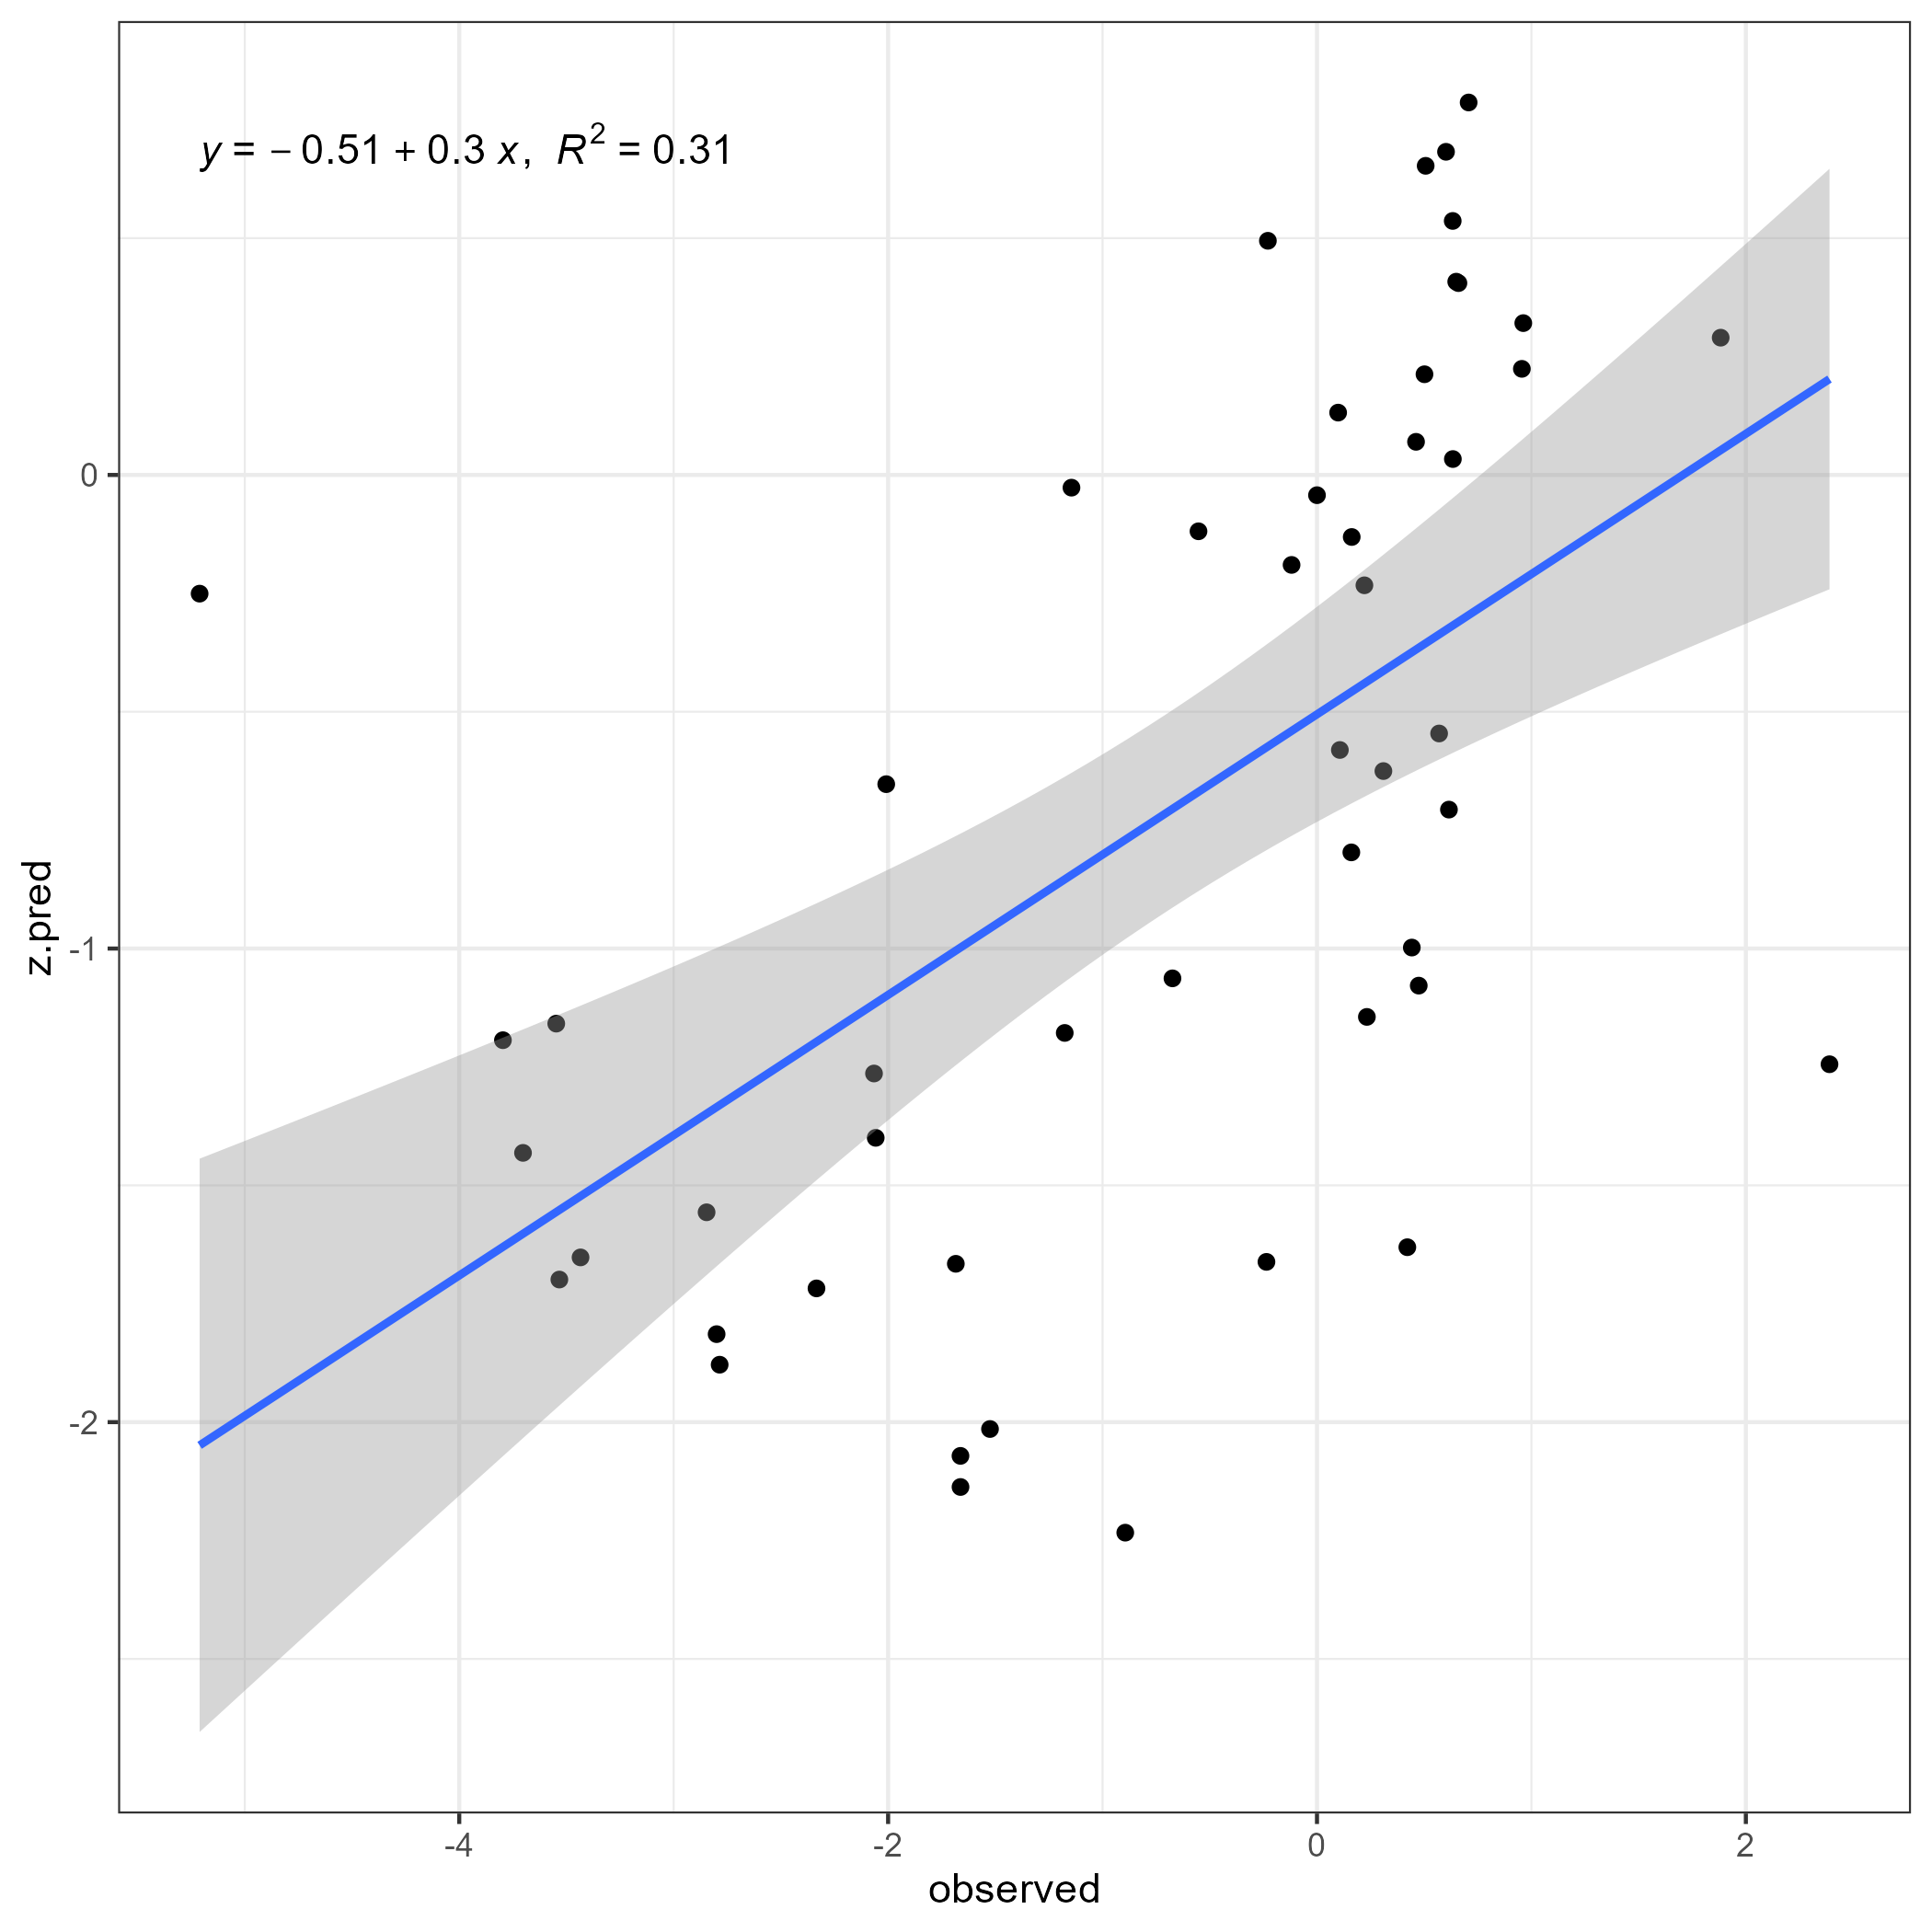 y = − 0.51 + 0.3 x, R² = 0.31
0
-1
-2
z.pred
-4 -2 0 2
observed